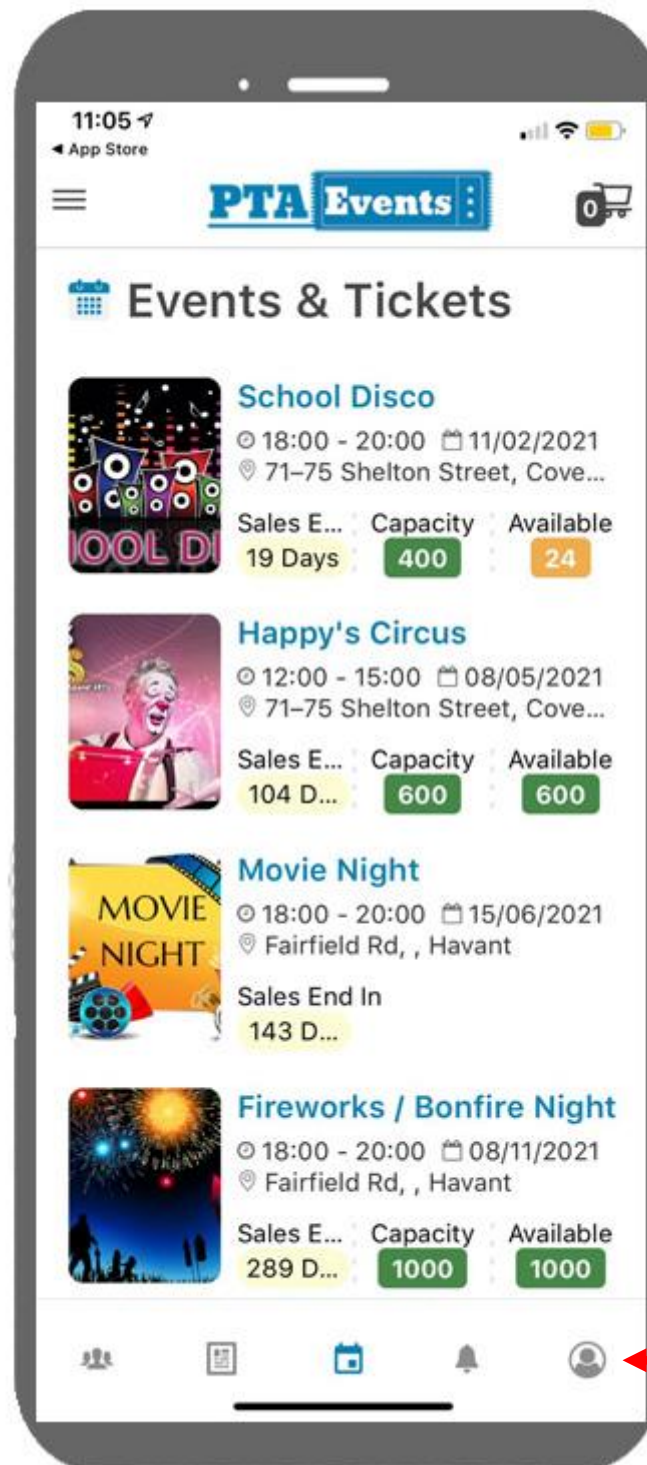 11:05
◀ App Store
PTA Events
0
Events & Tickets
School Disco
18:00 - 20:00 11/02/2021
71–75 Shelton Street, Cove...
Sales E... Capacity Available
19 Days 400 24
OOL DI
Happy's Circus
12:00 - 15:00 08/05/2021
71–75 Shelton Street, Cove...
Sales E... Capacity Available
104 D... 600 600
Movie Night
MOVIE
NIGHT
18:00 - 20:00 15/06/2021
Fairfield Rd, , Havant
Sales End In
143 D...
Fireworks / Bonfire Night
18:00 - 20:00 08/11/2021
Fairfield Rd, , Havant
Sales E... Capacity Available
289 D... 1000 1000